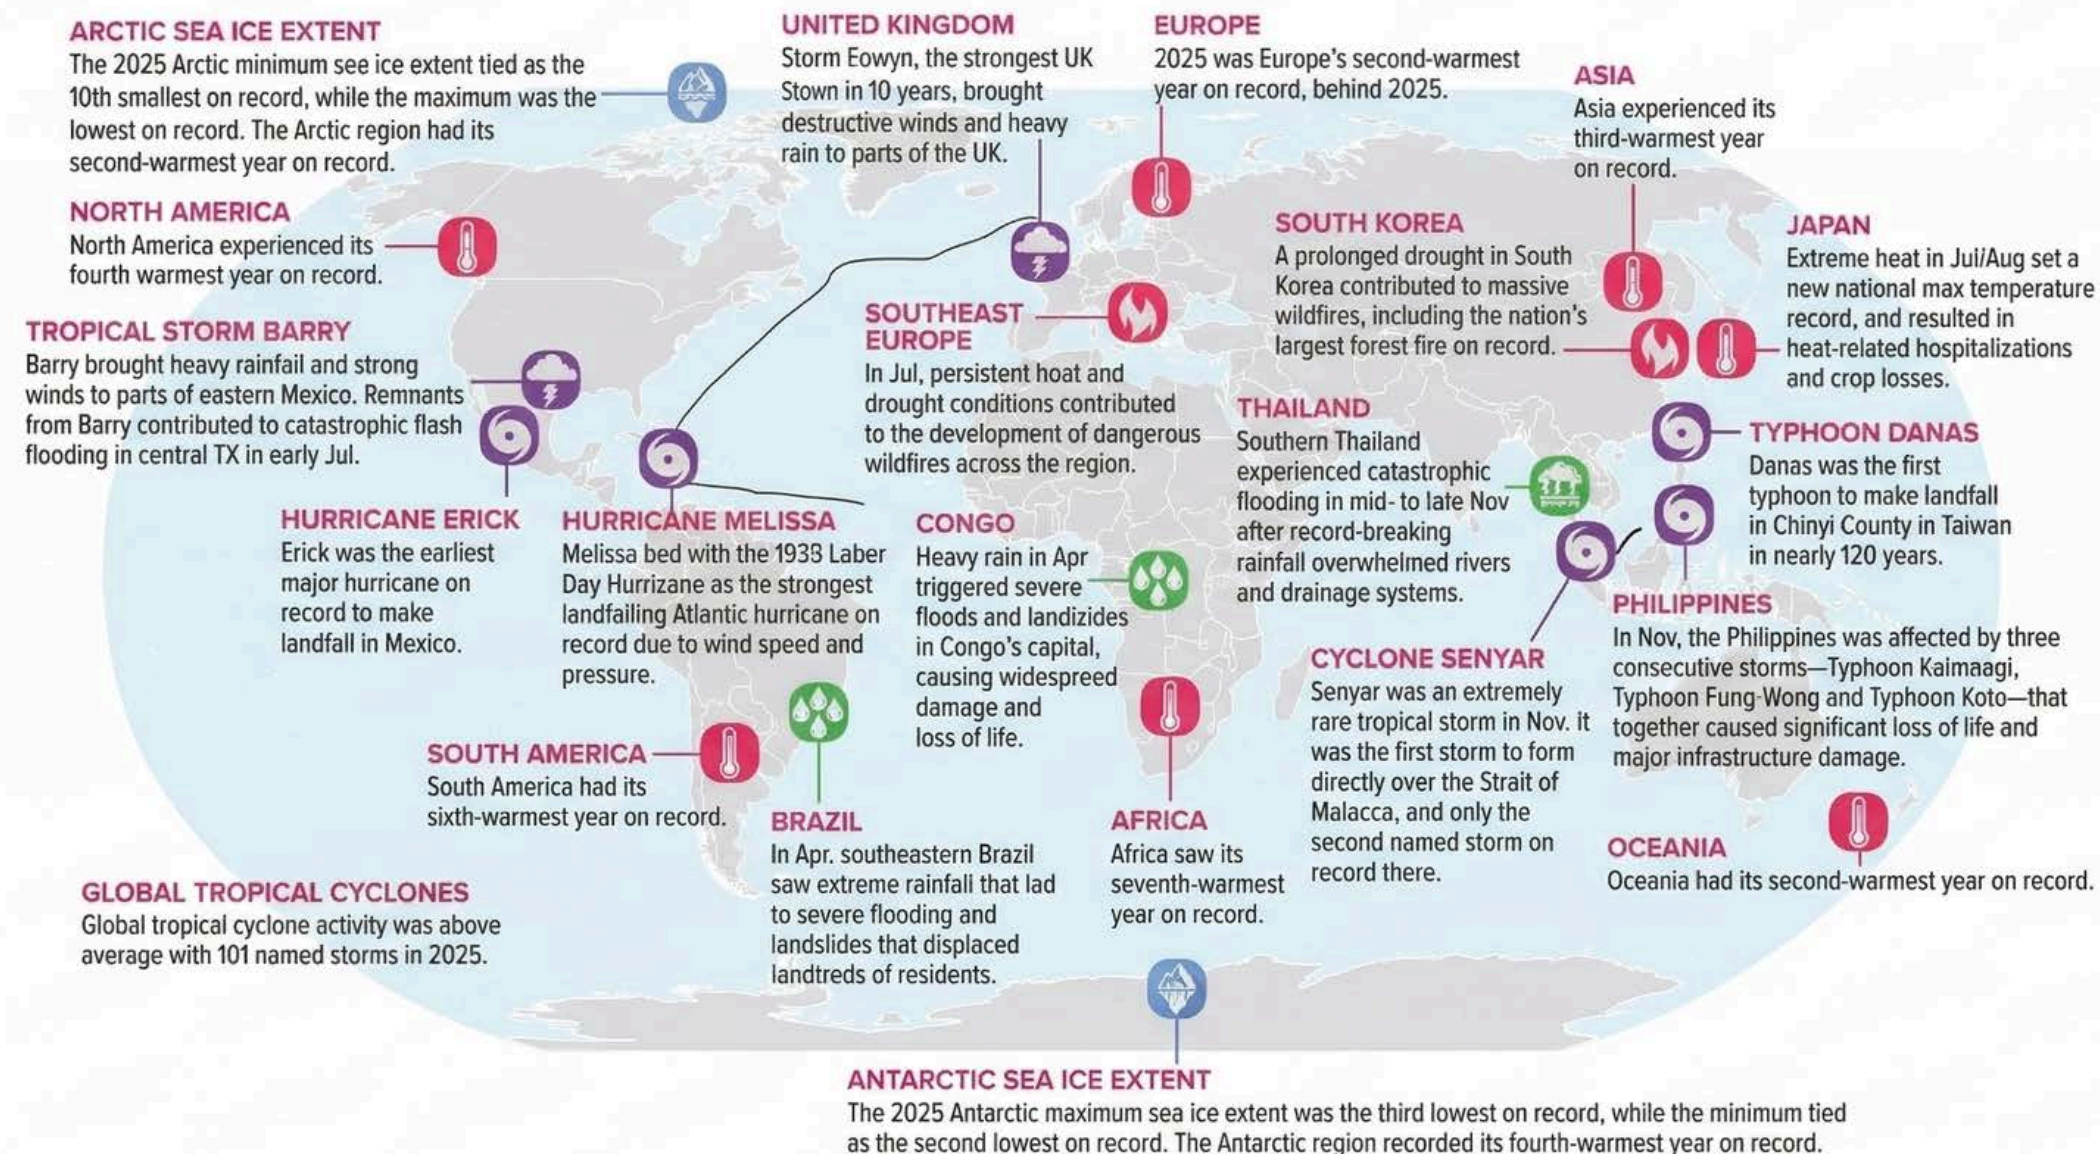 ARCTIC SEA ICE EXTENT
The 2025 Arctic minimum see ice extent tied as the
10th smallest on record, while the maximum was the
lowest on record. The Arctic region had its
second-warmest year on record.
UNITED KINGDOM
Storm Eowyn, the strongest UK
Stown in 10 years, brought
destructive winds and heavy
rain to parts of the UK.
EUROPE
2025 was Europe's second-warmest
year on record, behind 2025.
ASIA
Asia experienced its
third-warmest year
on record.
NORTH AMERICA
North America experienced its
fourth warmest year on record.
SOUTH KOREA
A prolonged drought in South
Korea contributed to massive
wildfires, including the nation's
largest forest fire on record.
JAPAN
Extreme heat in Jui/Aug set a
new national max temperature
record, and resulted in
heat-related hospitalizations
and crop losses.
TROPICAL STORM BARRY
Barry brought heavy rainfail and strong
winds to parts of eastern Mexico. Remnants
from Barry contributed to catastrophic flash
flooding in central TX in early Jul.
SOUTHEAST
EUROPE
In Jul, persistent hoat and
drought conditions contributed
to the development of dangerous
wildfires across the region.
THAILAND
Southern Thailand
experienced catastrophic
flooding in mid- to late Nov
after record-breaking
rainfall overwhelmed rivers
and drainage systems.
TYPHOON DANAS
Danas was the first
typhoon to make landfall
in Chinyi County in Taiwan
in nearly 120 years.
HURRICANE ERICK
Erick was the earliest
major hurricane on
record to make
landfall in Mexico.
HURRICANE MELISSA
Melissa bed with the 1933 Laber
Day Hurrizane as the strongest
landfailing Atlantic hurricane on
record due to wind speed and
pressure.
CONGO
Heavy rain in Apr
triggered severe
floods and landizides
in Congo's capital,
causing widespreed
damage and
loss of life.
CYCLONE SENYAR
Senyar was an extremely
rare tropical storm in Nov. it
was the first storm to form
directly over the Strait of
Malacca, and only the
second named storm on
record there.
PHILIPPINES
In Nov, the Philippines was affected by three
consecutive storms—Typhoon Kaimaagi,
Typhoon Fung-Wong and Typhoon Koto—that
together caused significant loss of life and
major infrastructure damage.
SOUTH AMERICA
South America had its
sixth-warmest year on record.
BRAZIL
In Apr. southeastern Brazil
saw extreme rainfali that lad
to severe flooding and
landslides that displaced
landtreds of residents.
AFRICA
Africa saw its
seventh-warmest
year on record.
OCEANIA
Oceania had its second-warmest year on record.
GLOBAL TROPICAL CYCLONES
Global tropical cyclone activity was above
average with 101 named storms in 2025.
ANTARCTIC SEA ICE EXTENT
The 2025 Antarctic maximum sea ice extent was the third lowest on record, while the minimum tied
as the second lowest on record. The Antarctic region recorded its fourth-warmest year on record.